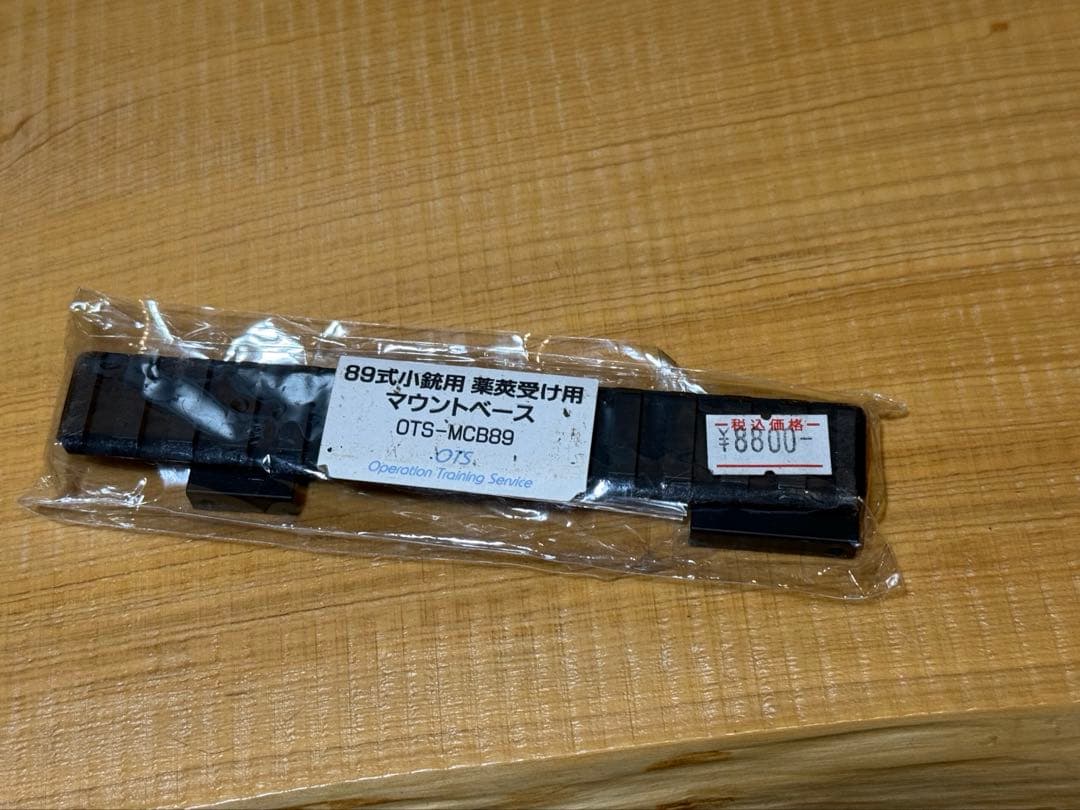 89式小銃用 薬莢受け用
マウントベース
OTS-MCB89
OTS
Operation Training Service
税込価格
¥8800-